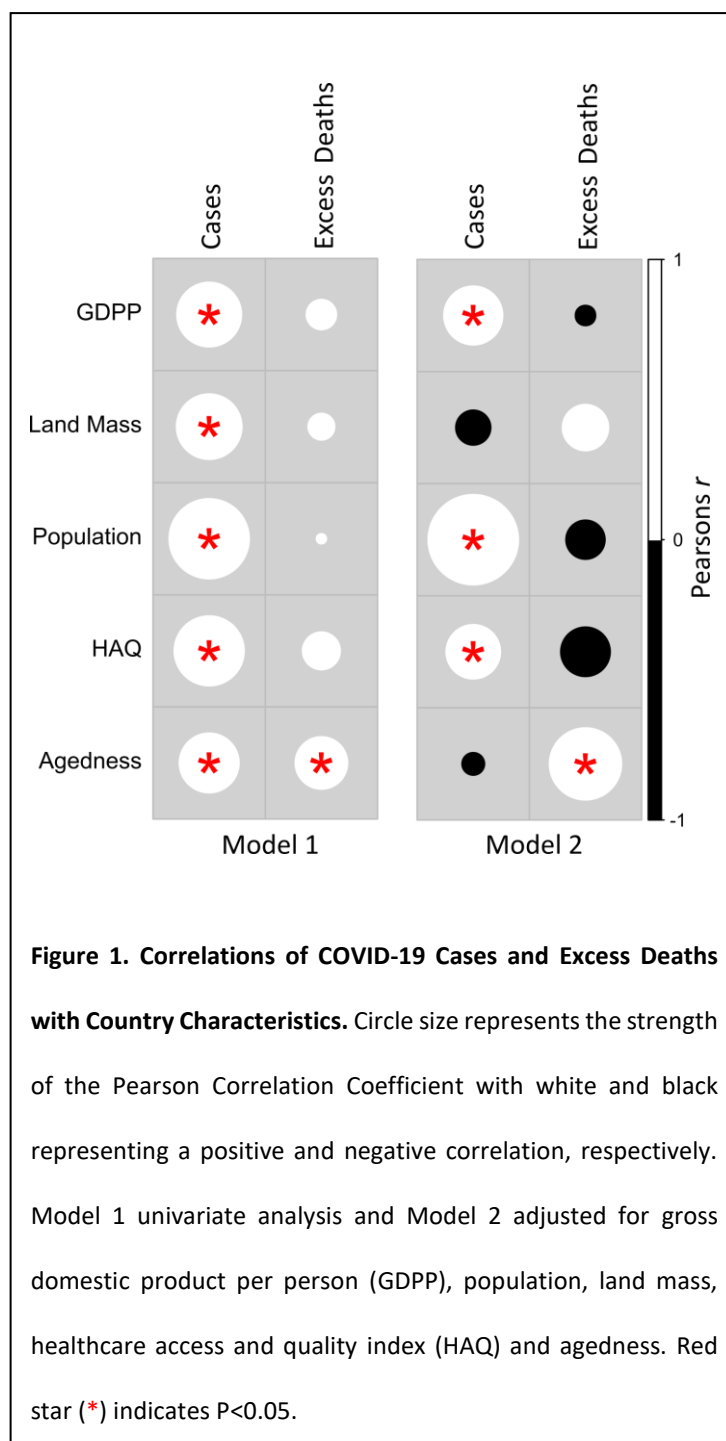 Cases
Excess Deaths
Cases
Excess Deaths
GDPP
*
*
1
Land Mass
*
Population
*
*
0
Pearsons r
HAQ
*
*
Agedness
*
*
*
-1
Model 1
Model 2
Figure 1. Correlations of COVID-19 Cases and Excess Deaths
with Country Characteristics. Circle size represents the strength
of the Pearson Correlation Coefficient with white and black
representing a positive and negative correlation, respectively.
Model 1 univariate analysis and Model 2 adjusted for gross
domestic product per person (GDPP), population, land mass,
healthcare access and quality index (HAQ) and agedness. Red
star (*) indicates P<0.05.